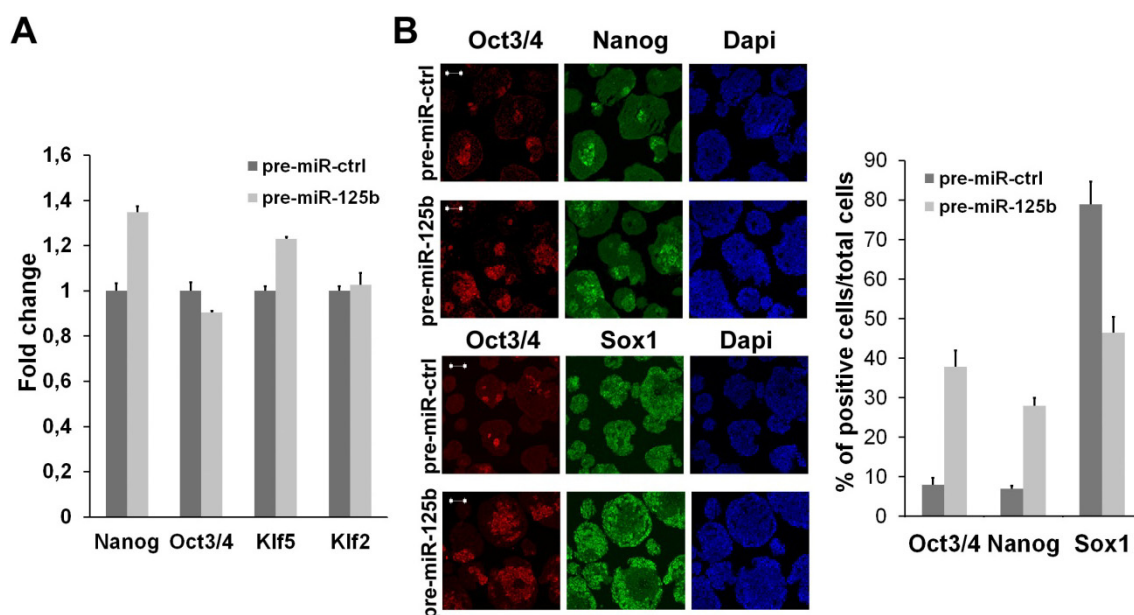 A
Fold change
1,6
1,4
1,2
1
0,8
0,6
0,4
0,2
0
pre-miR-ctrl
pre-miR-125b
Nanog Oct3/4 Klf5 Klf2
B
Oct3/4 Nanog Dapi
pre-miR-ctrl
pre-miR-125b
Oct3/4 Sox1 Dapi
pre-miR-ctrl
pre-miR-125b
% of positive cells/total cells
90
80
70
60
50
40
30
20
10
0
pre-miR-ctrl
pre-miR-125b
Oct3/4 Nanog Sox1